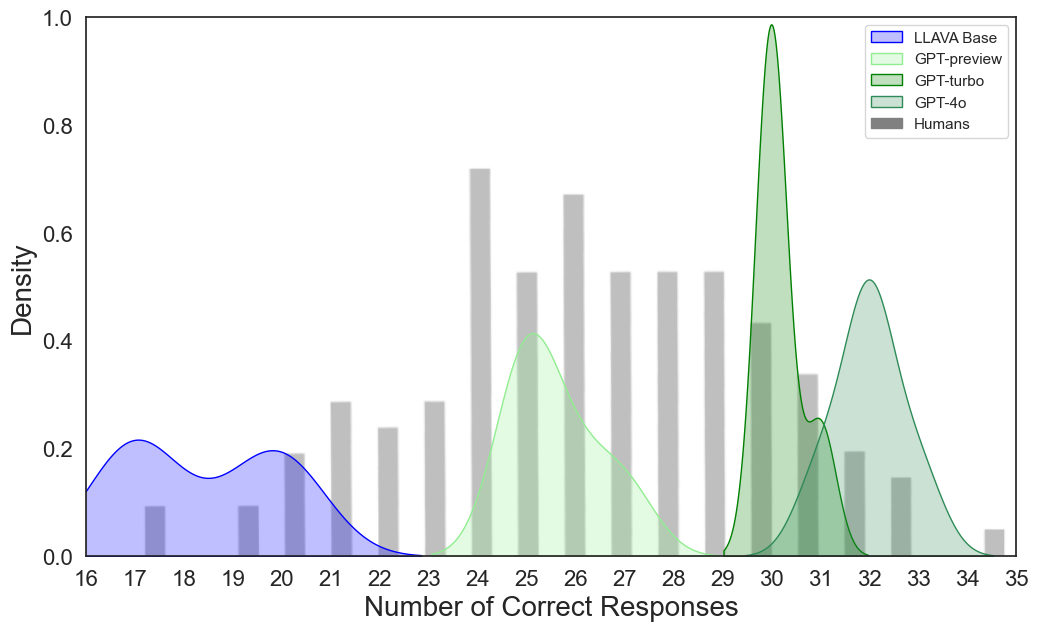 1.0
0.8
0.6
0.4
0.2
0.0
Density
16 17 18 19 20 21 22 23 24 25 26 27 28 29 30 31 32 33 34 35
Number of Correct Responses
LLAVA Base
GPT-preview
GPT-turbo
GPT-4o
Humans